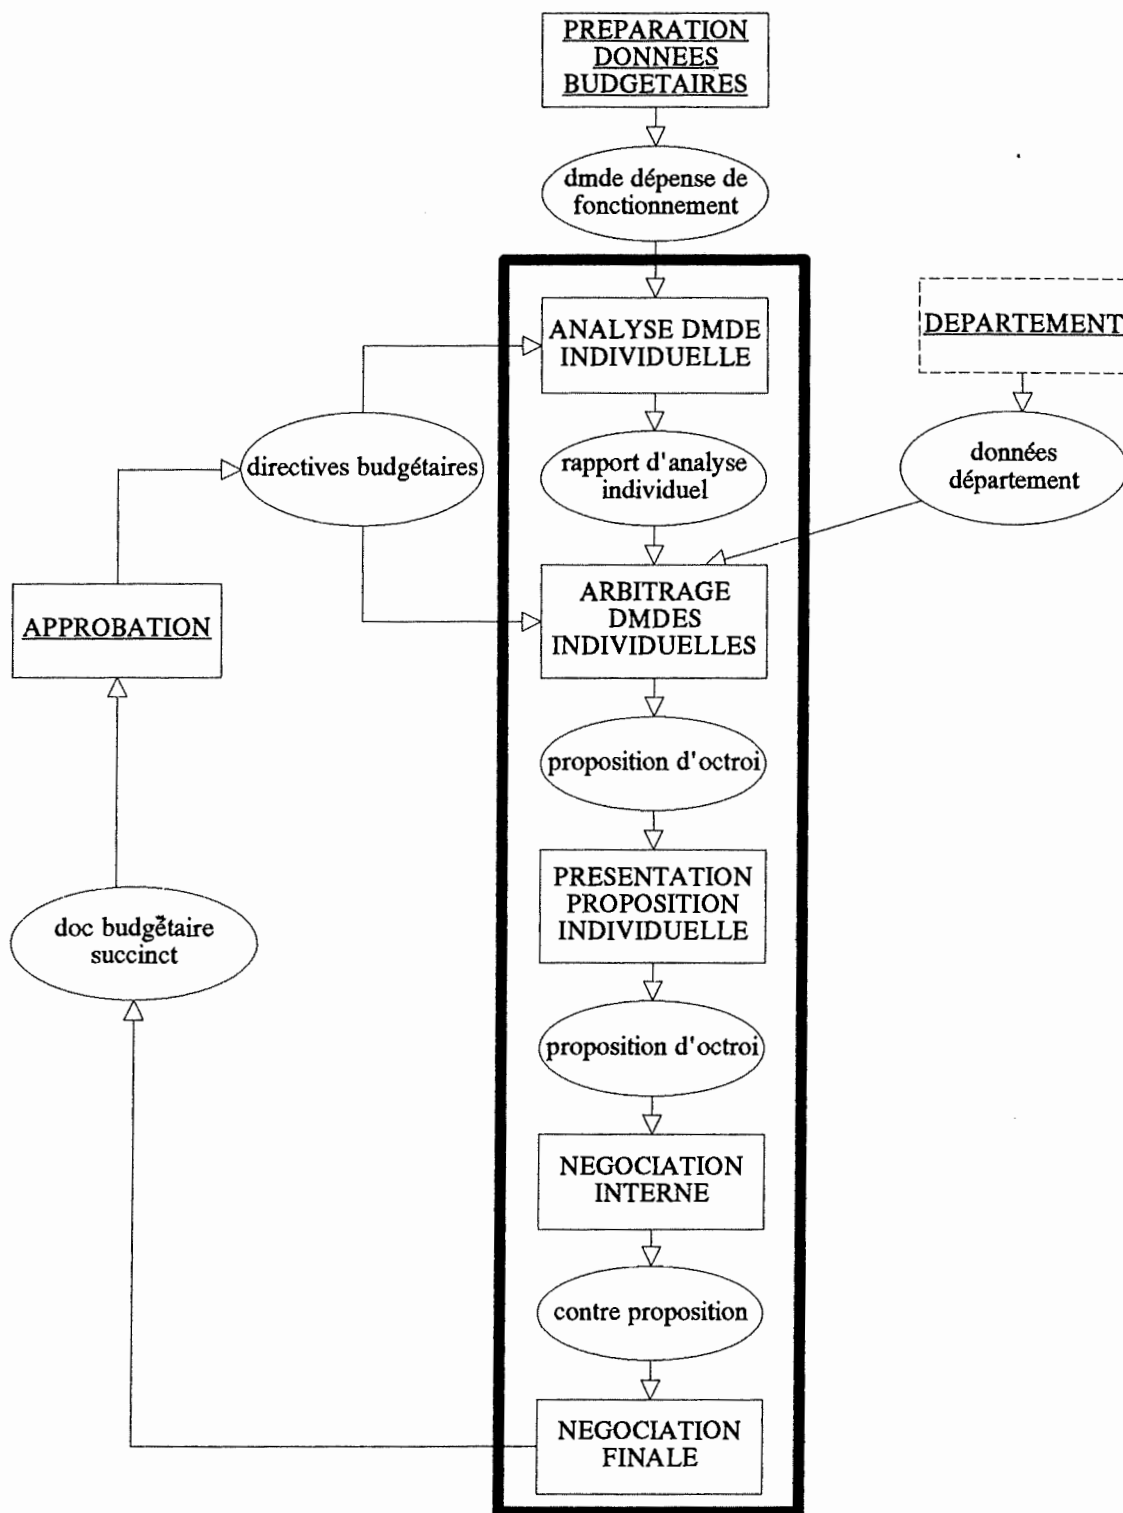 PREPARATION
DONNEES
BUDGETAIRES
dmde dépense de
fonctionnement
ANALYSE DMDE
INDIVIDUELLE
DEPARTEMENT
directives budgétaires
rapport d'analyse
individuel
données
département
APPROBATION
ARBITRAGE
DMDES
INDIVIDUELLES
proposition d'octroi
PRESENTATION
PROPOSITION
INDIVIDUELLE
doc budgétaire
succinct
proposition d'octroi
NEGOCIATION
INTERNE
contre proposition
NEGOCIATION
FINALE